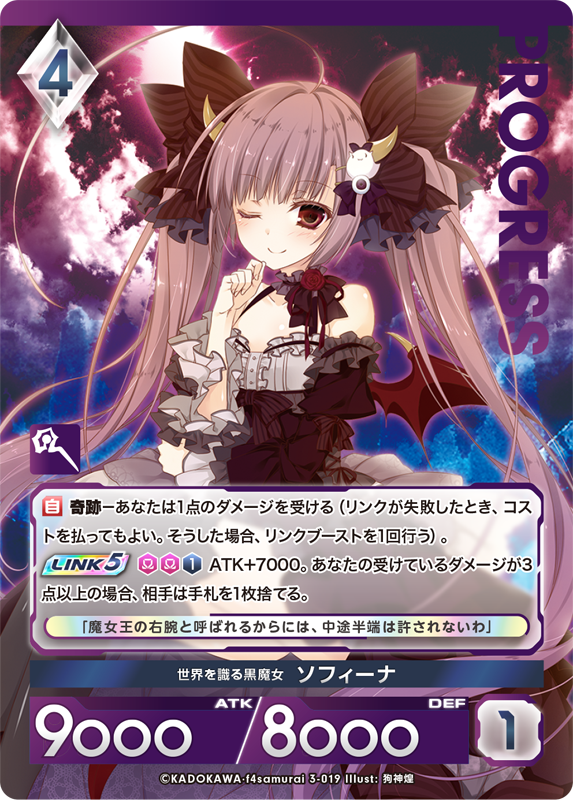 4
PROGRESS
自 奇跡－あなたは1点のダメージを受ける（リンクが失敗したとき、コス
トを払ってもよい。そうした場合、リンクブーストを1回行う）。
LINK 5 1 ATK+7000。あなたの受けているダメージが3
点以上の場合、相手は手札を1枚捨てる。
「魔女王の右腕と呼ばれるからには、中途半端は許されないわ」
世界を識る黒魔女 ソフィーナ
ATK DEF
9000/8000 1
©KADOKAWA･f4samurai 3-019 Illust: 狗神煌